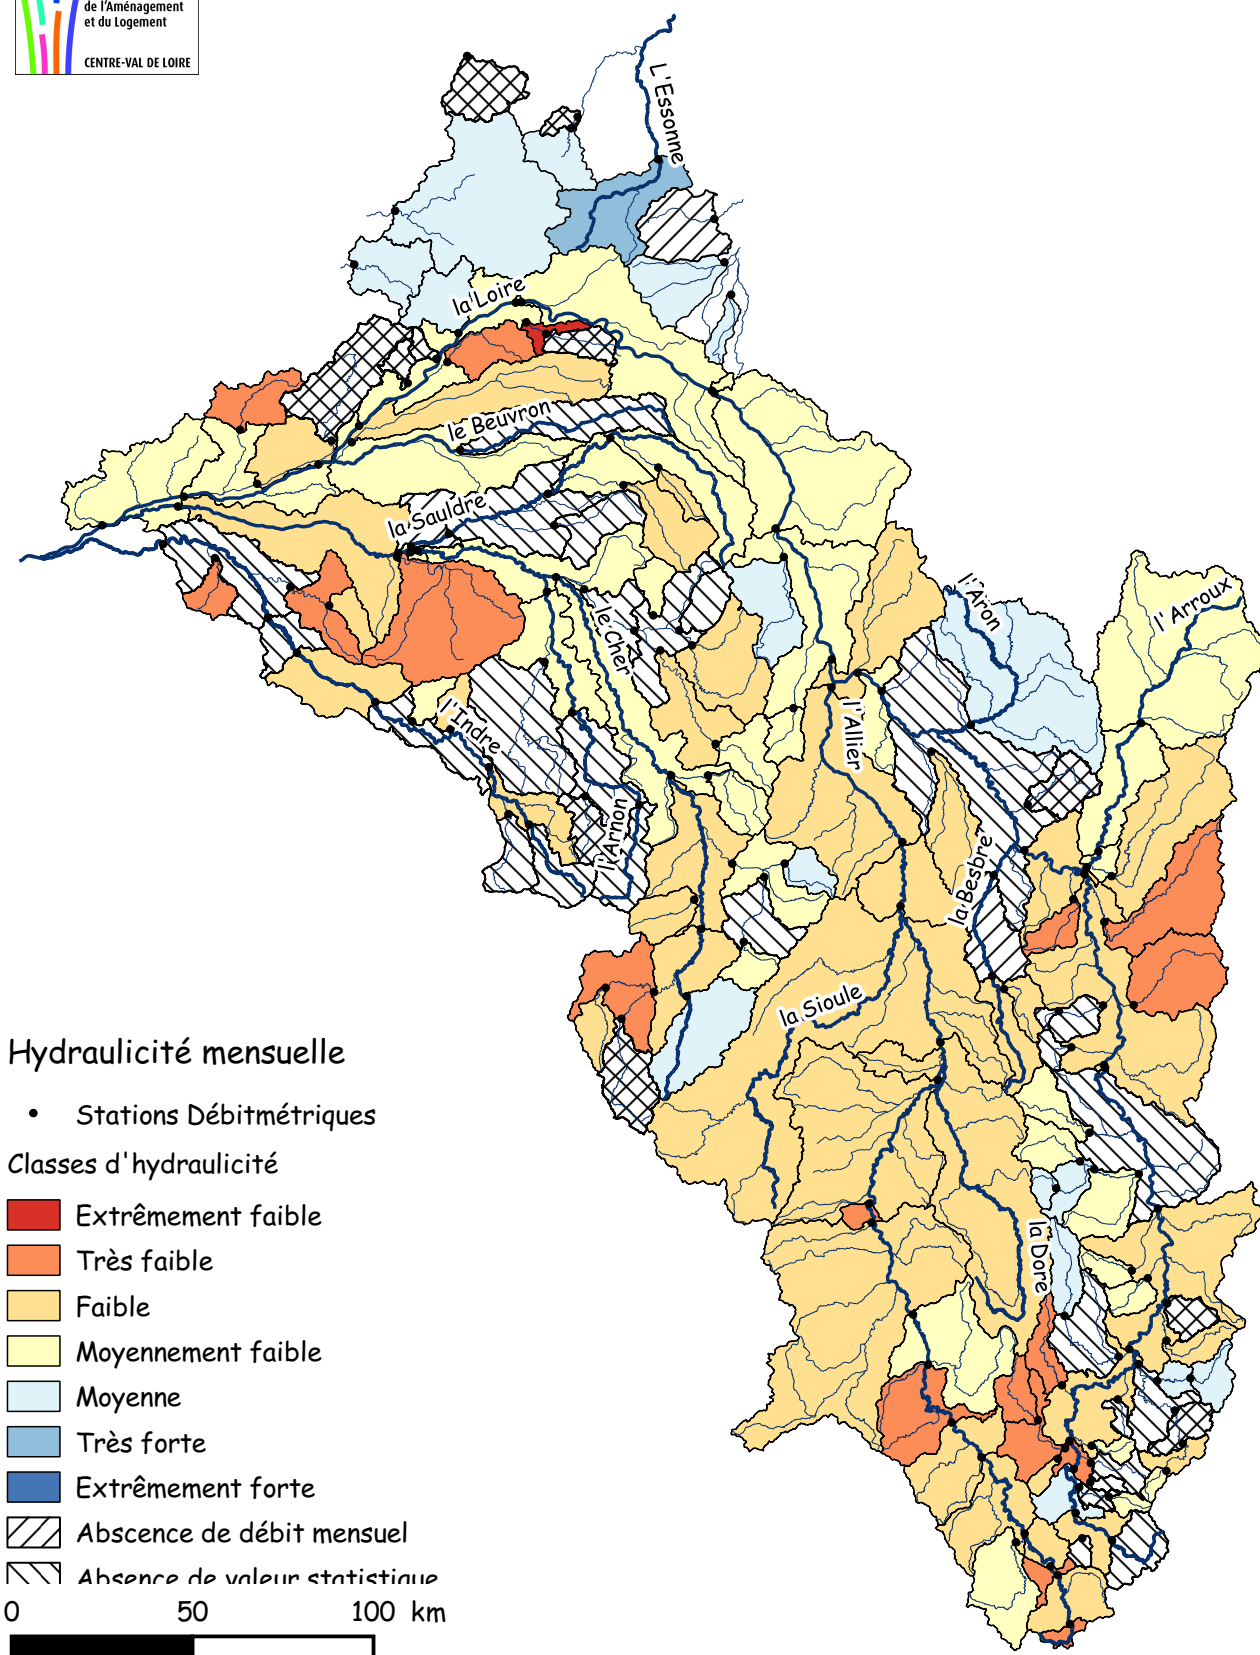 de l'Aménagement
et du Logement
CENTRE-VAL DE LOIRE
L'Essonne
la Loire
le Beuvron
la Sauldre
le Cher
l'Indre
l'Arnon
l'Aron
l'Arroux
l'Allier
la Besbre
la Sioule
la Dore
Hydraulicité mensuelle
Stations Débitmétriques
Classes d'hydraulicité
Extrêmement faible
Très faible
Faible
Moyennement faible
Moyenne
Très forte
Extrêmement forte
Abscence de débit mensuel
Absence de valeur statistique
0 50 100 km